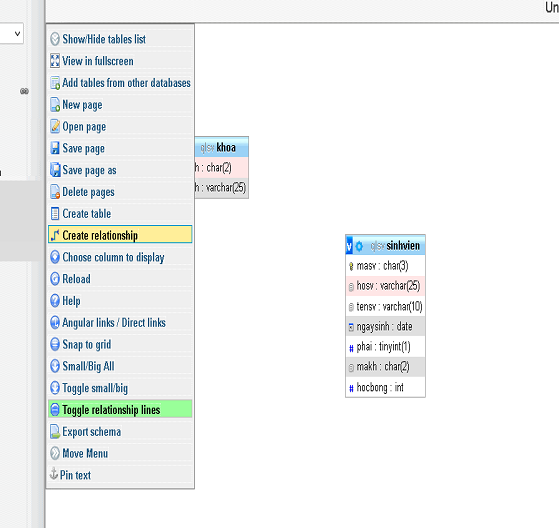 Un
Show/Hide tables list
View in fullscreen
Add tables from other databases
New page
Open page
Save page
Save page as
Delete pages
Create table
Create relationship
Choose column to display
Reload
Help
Angular links / Direct links
Snap to grid
Small/Big All
Toggle small/big
Toggle relationship lines
Export schema
Move Menu
Pin text
qlsv khoa
h : char(2)
h : varchar(25)
v qlsv sinhvien
masv : char(3)
hosv : varchar(25)
tensv : varchar(10)
ngaysinh : date
# phai : tinyint(1)
makh : char(2)
# hocbong : int